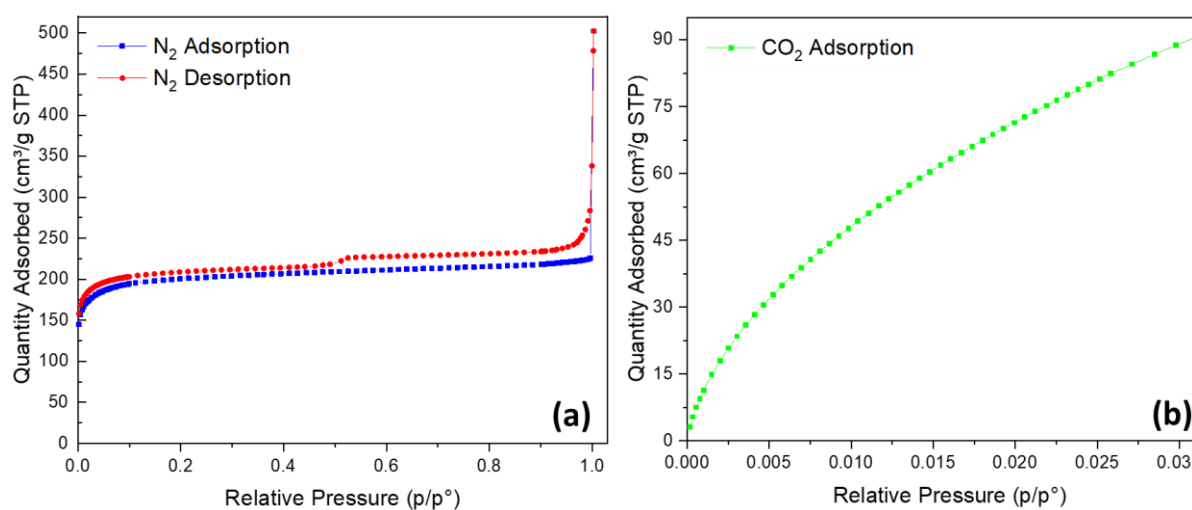 N₂ Adsorption
N₂ Desorption
Quantity Adsorbed (cm³/g STP)
500
450
400
350
300
250
200
150
100
50
0
0.0 0.2 0.4 0.6 0.8 1.0
Relative Pressure (p/p°)
(a)
CO₂ Adsorption
Quantity Adsorbed (cm³/g STP)
90
75
60
45
30
15
0
0.000 0.005 0.010 0.015 0.020 0.025 0.03
Relative Pressure (p/p°)
(b)